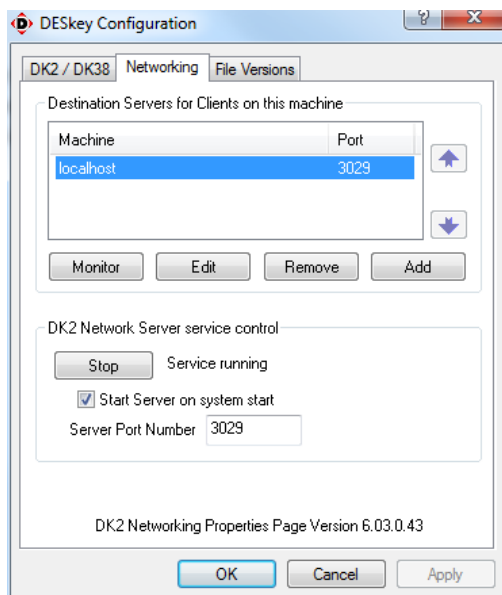 DESkey Configuration
DK2 / DK38 Networking File Versions
Destination Servers for Clients on this machine
Machine Port
localhost 3029
Monitor Edit Remove Add
DK2 Network Server service control
Stop Service running
Start Server on system start
Server Port Number 3029
DK2 Networking Properties Page Version 6.03.0.43
OK Cancel Apply